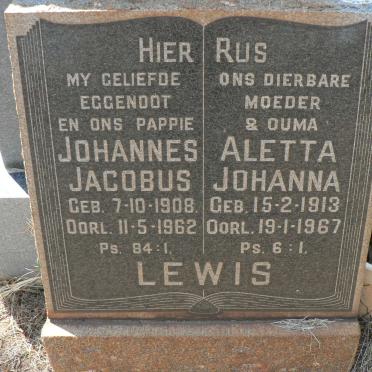 HIER RUS
MY GELIEFDE
EGGENOOT
EN ONS PAPPIE
JOHANNES
JACOBUS
GEB. 7-10-1908
OORL. 11-5-1962
PS. 84:1.
ONS DIERBARE
MOEDER
& OUMA
ALETTA
JOHANNA
GEB. 15-2-1913
OORL. 19-1-1967
PS. 6:1.
LEWIS